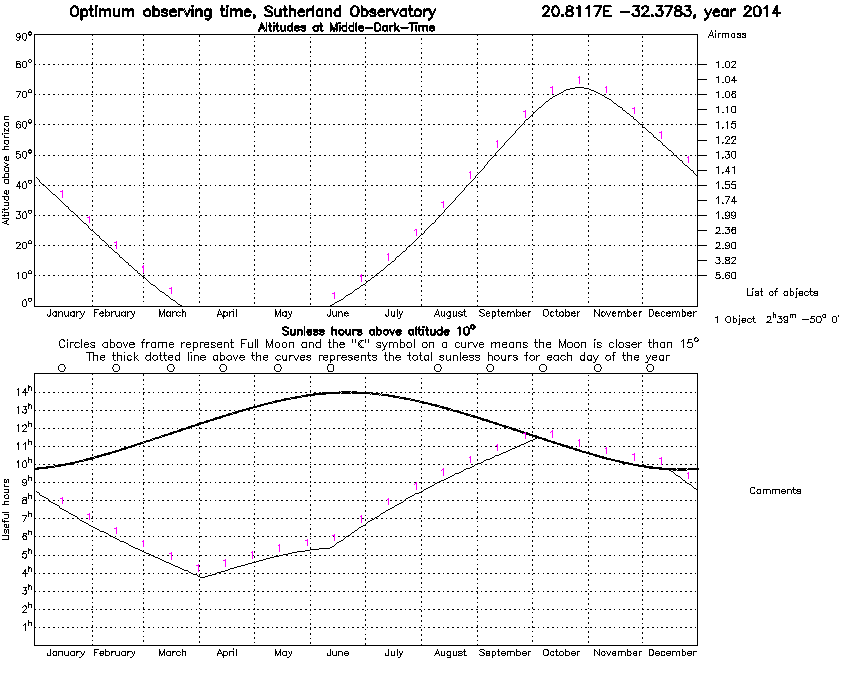 Optimum observing time, Sutherland Observatory 20.8117E −32.3783, year 2014
Altitudes at Middle-Dark-Time
Airmass
Altitude above horizon
90°
80° 1.02
1.04
70° 1.06
1.10
60° 1.15
1.22
50° 1.30
1.41
40° 1.55
1.74
30° 1.99
2.36
20° 2.90
3.82
10° 5.60
0°
January February March April May June July August September October November December
List of objects
1 Object 2ʰ39ᵐ −50° 0'
Sunless hours above altitude 10°
Circles above frame represent Full Moon and the "☾" symbol on a curve means the Moon is closer than 15°
The thick dotted line above the curves represents the total sunless hours for each day of the year
Useful hours
14ʰ
13ʰ
12ʰ
11ʰ
10ʰ
9ʰ
8ʰ
7ʰ
6ʰ
5ʰ
4ʰ
3ʰ
2ʰ
1ʰ
Comments
January February March April May June July August September October November December